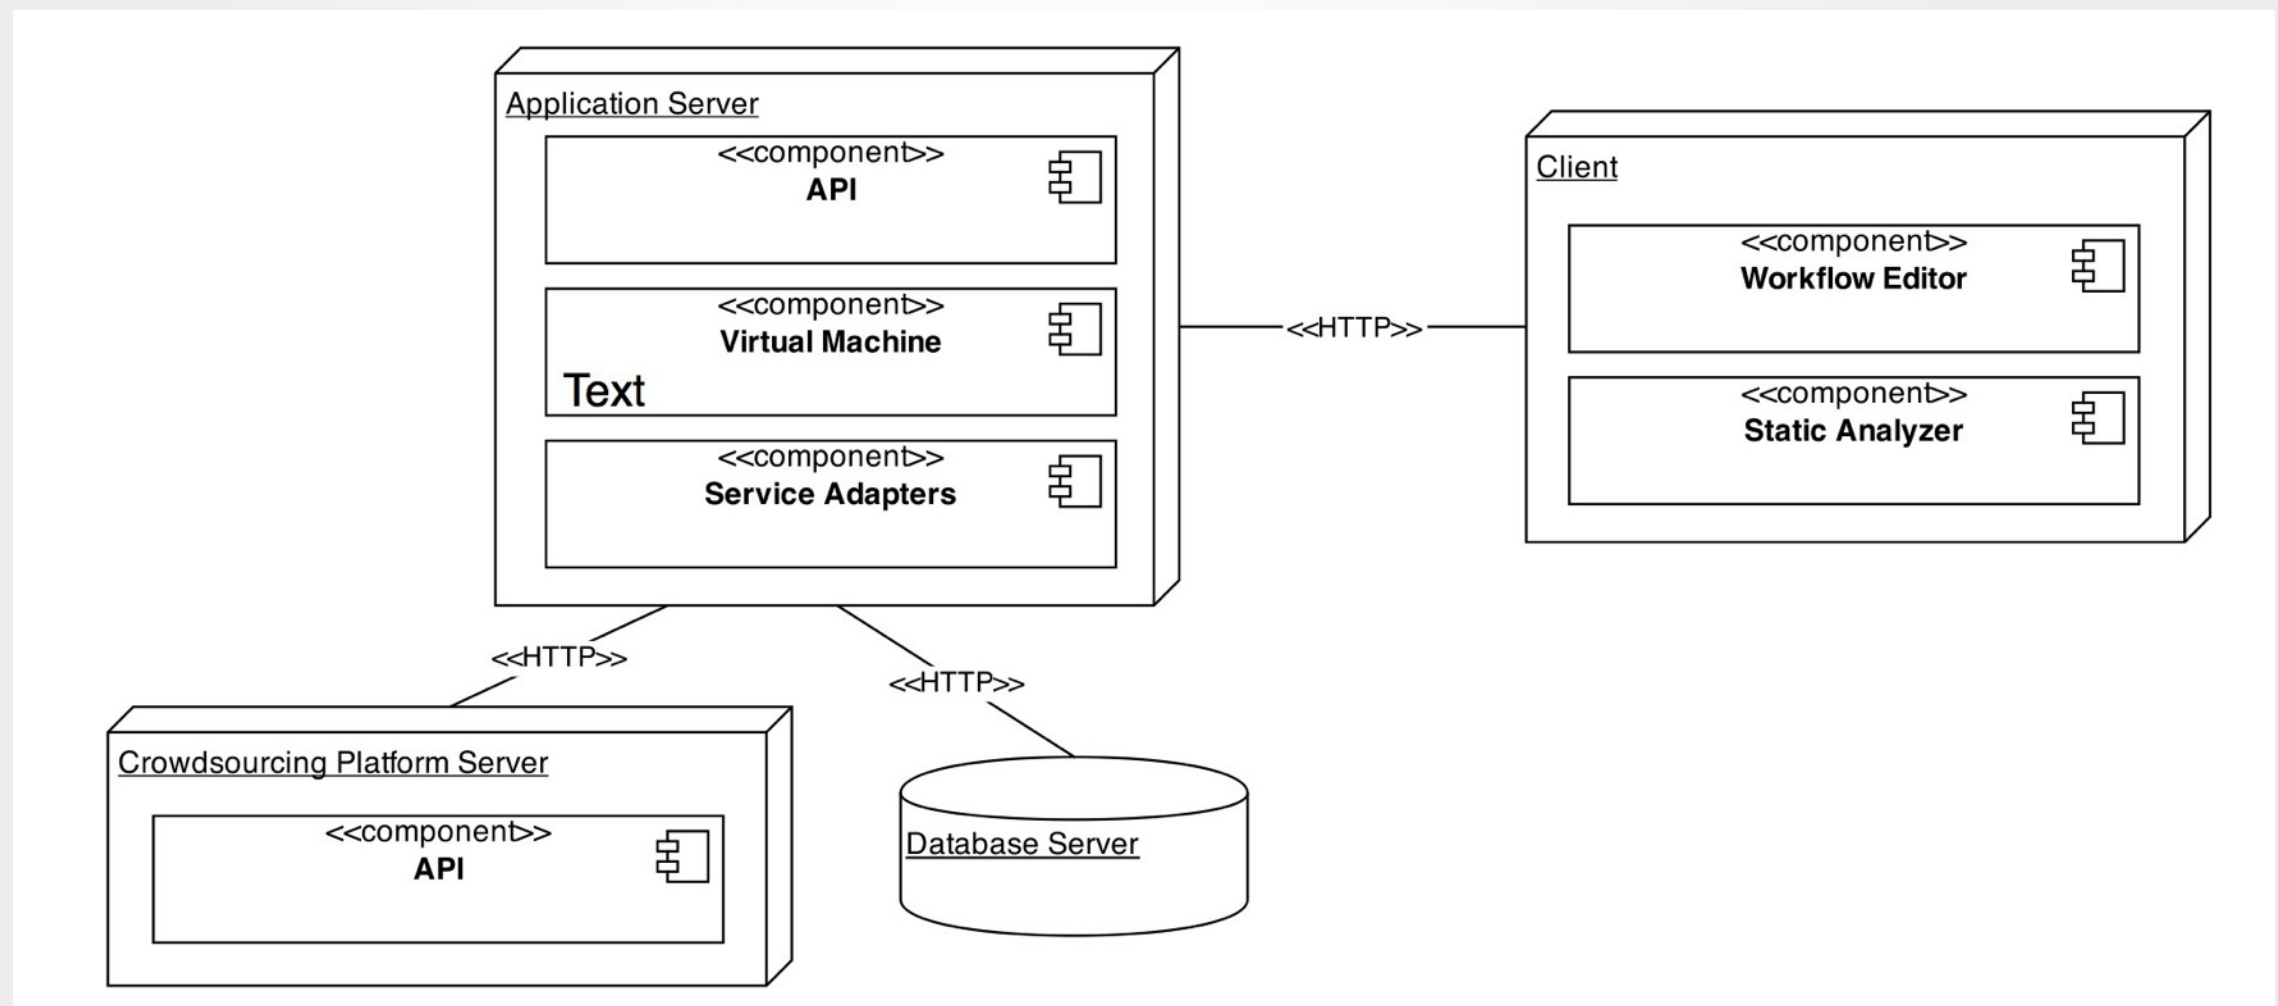 Application Server
<<component>>
API
<<component>>
Virtual Machine
Text
<<component>>
Service Adapters
<<HTTP>>
Client
<<component>>
Workflow Editor
<<component>>
Static Analyzer
<<HTTP>>
<<HTTP>>
Crowdsourcing Platform Server
<<component>>
API
Database Server